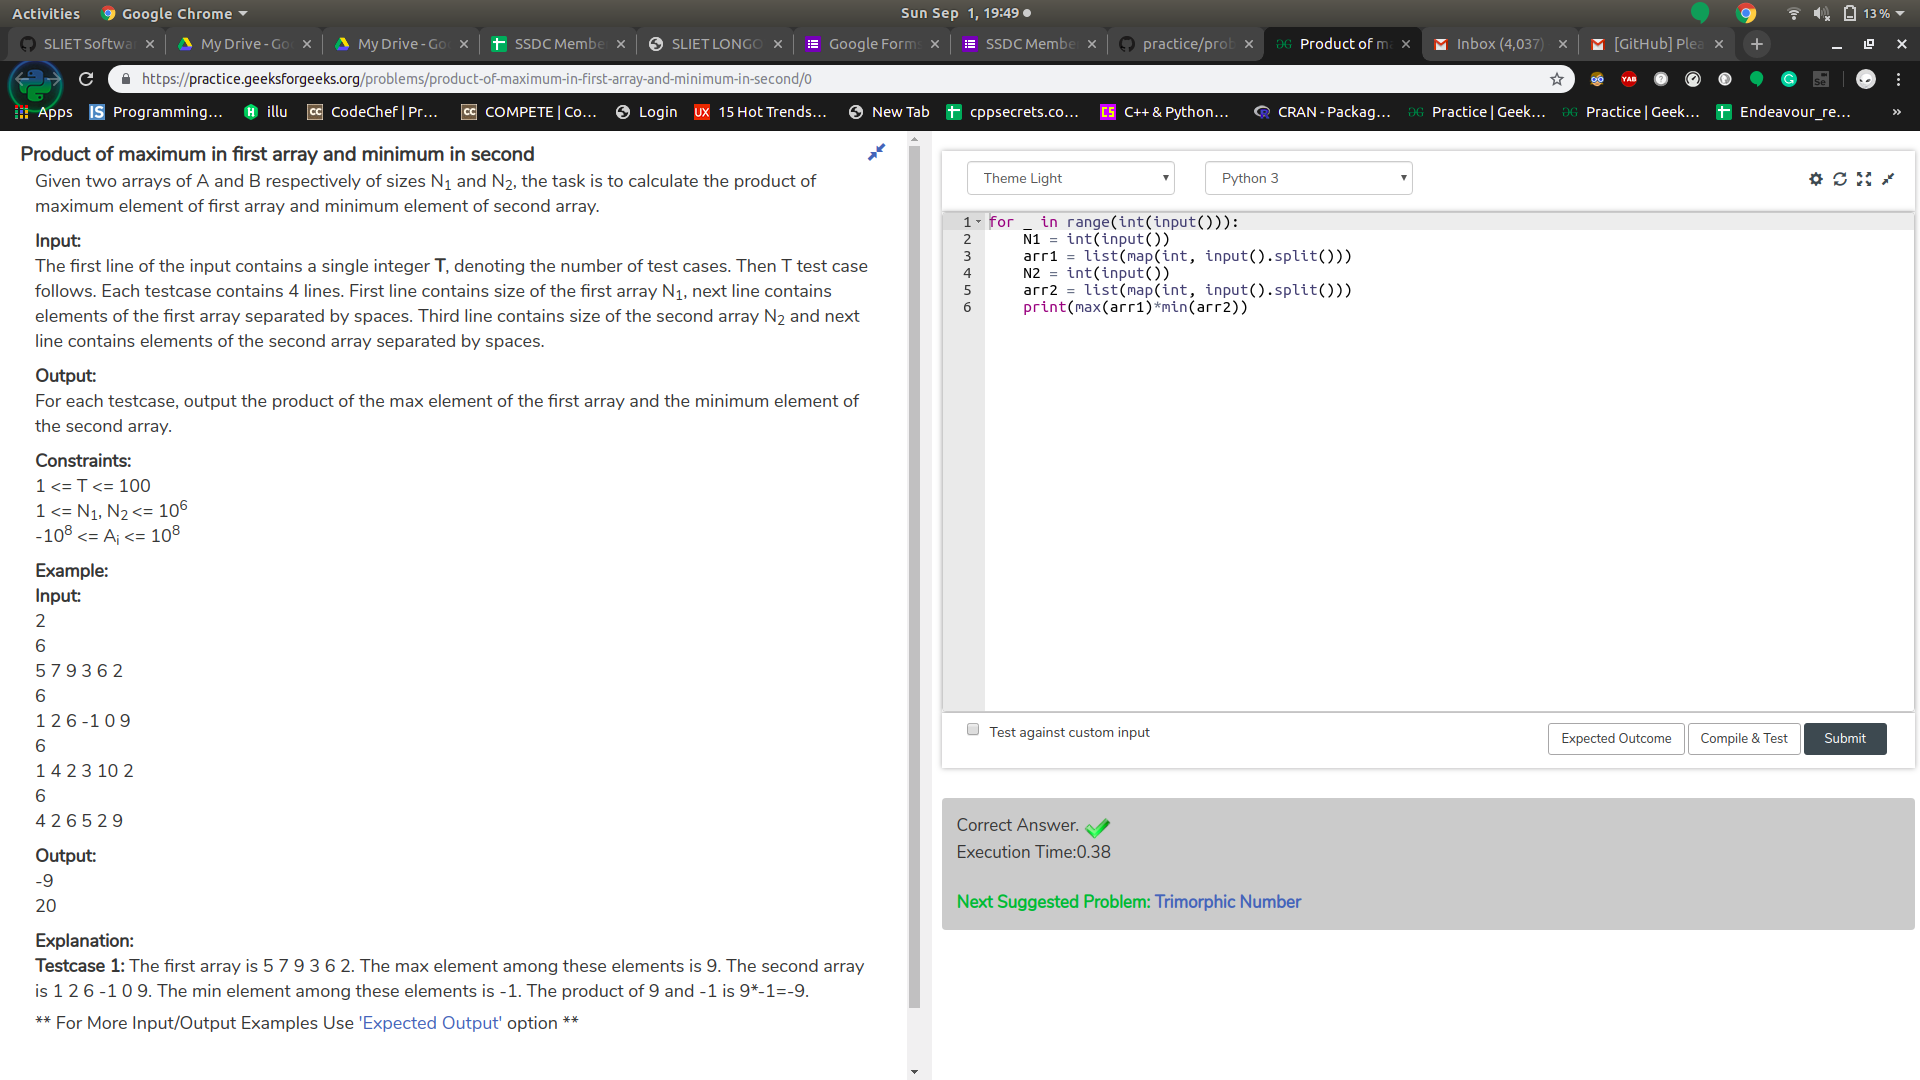 Activities
Google Chrome
Sun Sep 1, 19:49
13 %
SLIET Softwa
My Drive - Go
My Drive - Go
SSDC Membe
SLIET LONGO
Google Form
SSDC Membe
practice/prob
Product of m
Inbox (4,037)
[GitHub] Plea
https://practice.geeksforgeeks.org/problems/product-of-maximum-in-first-array-and-minimum-in-second/0
Apps
Programming...
illu
CodeChef | Pr...
COMPETE | Co...
Login
15 Hot Trends...
New Tab
cppsecrets.co...
C++ & Python...
CRAN - Packag...
Practice | Geek...
Practice | Geek...
Endeavour_re...
»
Product of maximum in first array and minimum in second
Given two arrays of A and B respectively of sizes N1 and N2, the task is to calculate the product of
maximum element of first array and minimum element of second array.
Input:
The first line of the input contains a single integer T, denoting the number of test cases. Then T test case
follows. Each testcase contains 4 lines. First line contains size of the first array N1, next line contains
elements of the first array separated by spaces. Third line contains size of the second array N2 and next
line contains elements of the second array separated by spaces.
Output:
For each testcase, output the product of the max element of the first array and the minimum element of
the second array.
Constraints:
1 <= T <= 100
1 <= N1, N2 <= 10^6
-10^8 <= Ai <= 10^8
Example:
Input:
2
6
5 7 9 3 6 2
6
1 2 6 -1 0 9
6
1 4 2 3 10 2
6
4 2 6 5 2 9
Output:
-9
20
Explanation:
Testcase 1: The first array is 5 7 9 3 6 2. The max element among these elements is 9. The second array
is 1 2 6 -1 0 9. The min element among these elements is -1. The product of 9 and -1 is 9*-1=-9.
** For More Input/Output Examples Use 'Expected Output' option **
Theme Light
Python 3
1 for _ in range(int(input())):
2     N1 = int(input())
3     arr1 = list(map(int, input().split()))
4     N2 = int(input())
5     arr2 = list(map(int, input().split()))
6     print(max(arr1)*min(arr2))
Test against custom input
Expected Outcome
Compile & Test
Submit
Correct Answer.
Execution Time:0.38
Next Suggested Problem: Trimorphic Number